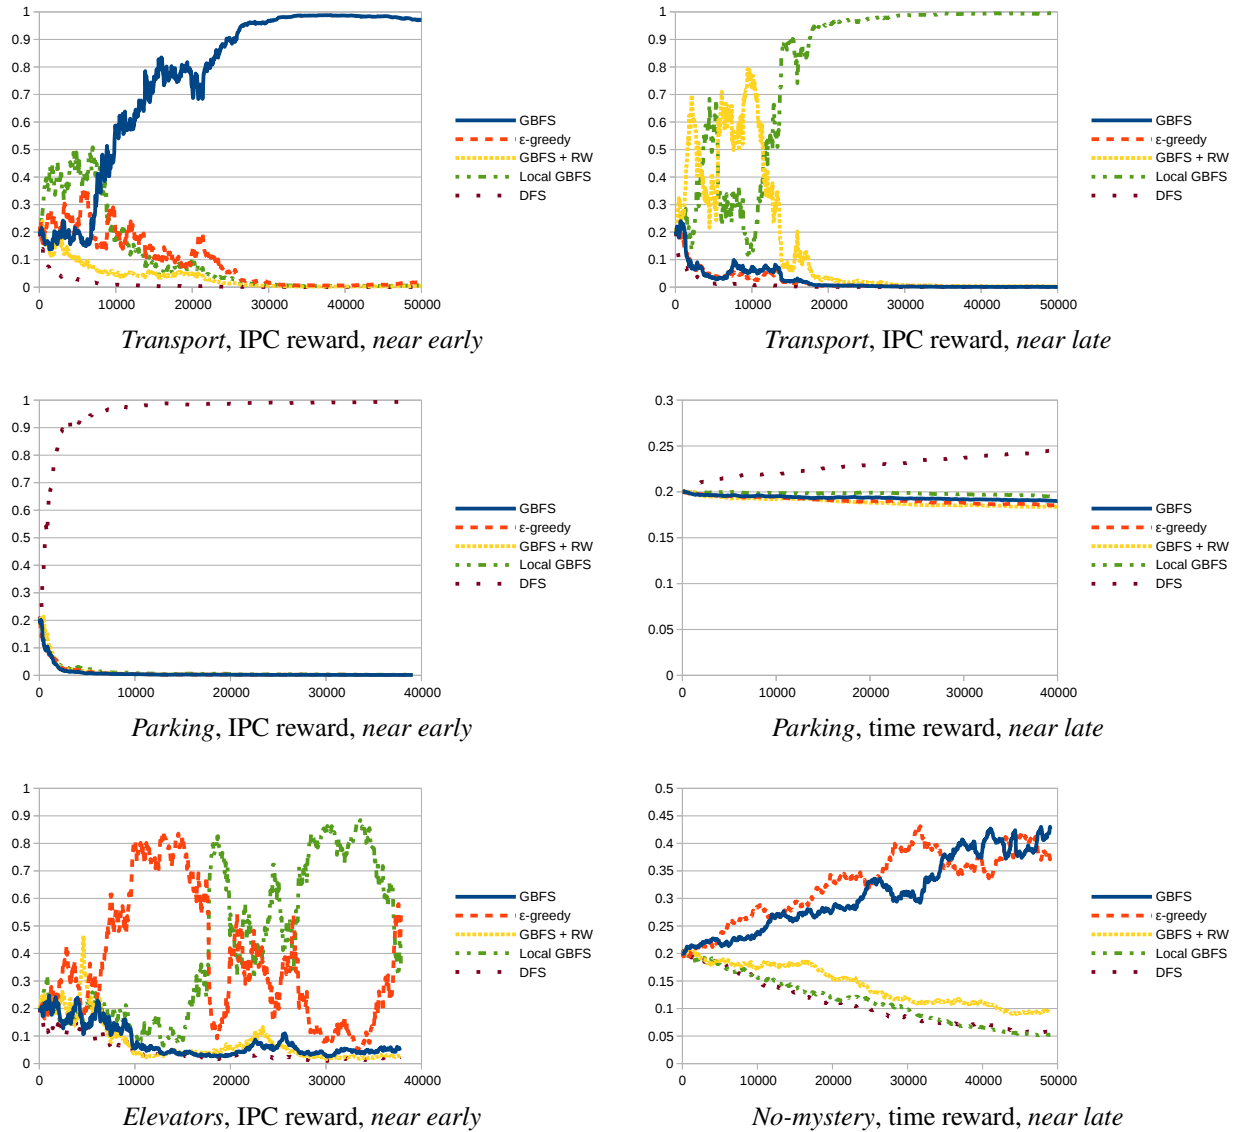 1
0.9
0.8
0.7
0.6
0.5
0.4
0.3
0.2
0.1
0
0 10000 20000 30000 40000 50000
GBFS
ε-greedy
GBFS + RW
Local GBFS
DFS
Transport, IPC reward, near early
1
0.9
0.8
0.7
0.6
0.5
0.4
0.3
0.2
0.1
0
0 10000 20000 30000 40000 50000
GBFS
ε-greedy
GBFS + RW
Local GBFS
DFS
Transport, IPC reward, near late
1
0.9
0.8
0.7
0.6
0.5
0.4
0.3
0.2
0.1
0
0 10000 20000 30000 40000
GBFS
ε-greedy
GBFS + RW
Local GBFS
DFS
Parking, IPC reward, near early
0.3
0.25
0.2
0.15
0.1
0.05
0
0 10000 20000 30000 40000
GBFS
ε-greedy
GBFS + RW
Local GBFS
DFS
Parking, time reward, near late
1
0.9
0.8
0.7
0.6
0.5
0.4
0.3
0.2
0.1
0
0 10000 20000 30000 40000
GBFS
ε-greedy
GBFS + RW
Local GBFS
DFS
Elevators, IPC reward, near early
0.5
0.45
0.4
0.35
0.3
0.25
0.2
0.15
0.1
0.05
0
0 10000 20000 30000 40000 50000
GBFS
ε-greedy
GBFS + RW
Local GBFS
DFS
No-mystery, time reward, near late